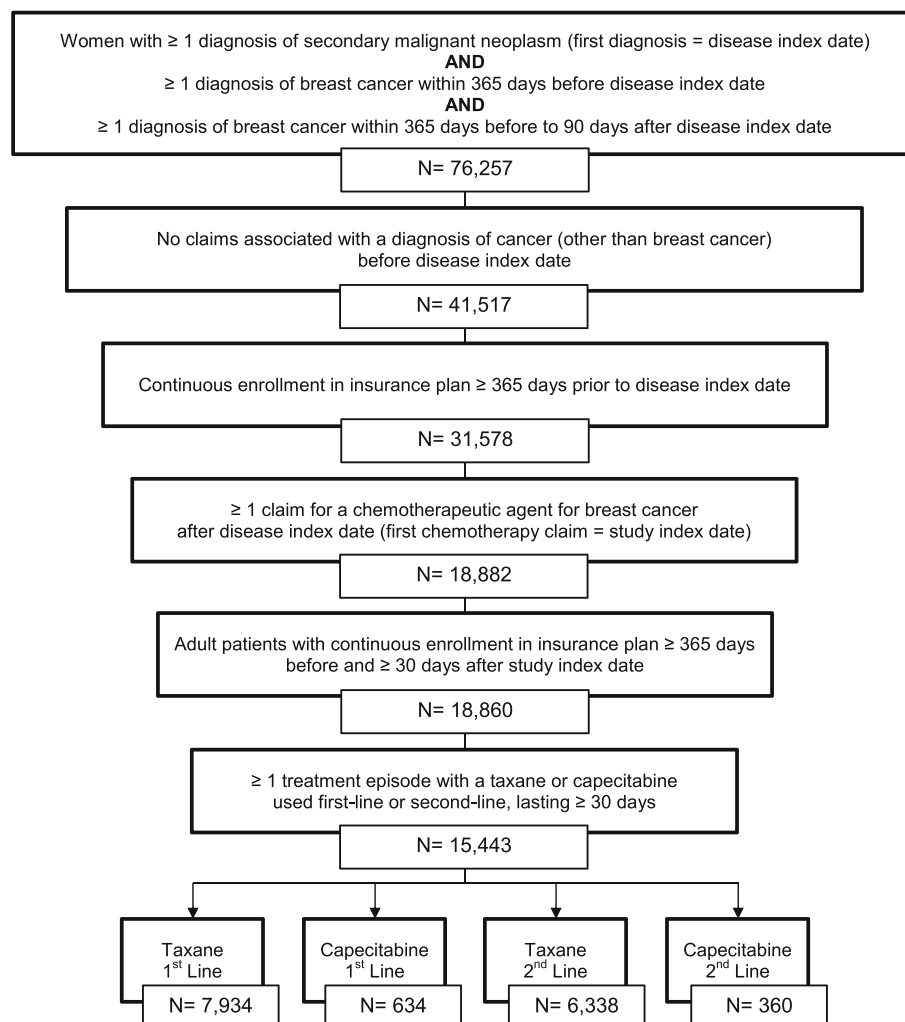 Women with ≥ 1 diagnosis of secondary malignant neoplasm (first diagnosis = disease index date)
AND
≥ 1 diagnosis of breast cancer within 365 days before disease index date
AND
≥ 1 diagnosis of breast cancer within 365 days before to 90 days after disease index date
N= 76,257
No claims associated with a diagnosis of cancer (other than breast cancer)
before disease index date
N= 41,517
Continuous enrollment in insurance plan ≥ 365 days prior to disease index date
N= 31,578
≥ 1 claim for a chemotherapeutic agent for breast cancer
after disease index date (first chemotherapy claim = study index date)
N= 18,882
Adult patients with continuous enrollment in insurance plan ≥ 365 days
before and ≥ 30 days after study index date
N= 18,860
≥ 1 treatment episode with a taxane or capecitabine
used first-line or second-line, lasting ≥ 30 days
N= 15,443
Taxane
1st Line
N= 7,934
Capecitabine
1st Line
N= 634
Taxane
2nd Line
N= 6,338
Capecitabine
2nd Line
N= 360